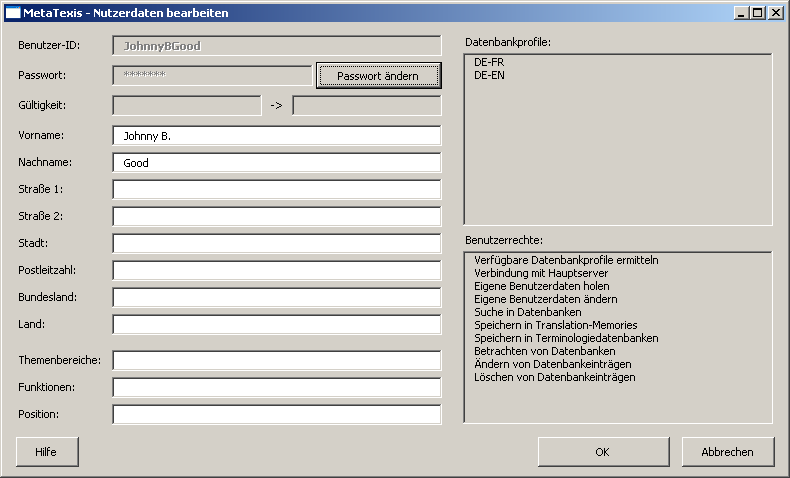 MetaTexis - Nutzerdaten bearbeiten
Benutzer-ID: JohnnyBGood
Passwort: ******* Passwort ändern
Gültigkeit: ->
Vorname: Johnny B.
Nachname: Good
Straße 1:
Straße 2:
Stadt:
Postleitzahl:
Bundesland:
Land:
Themenbereiche:
Funktionen:
Position:
Datenbankprofile:
DE-FR
DE-EN
Benutzerrechte:
Verfügbare Datenbankprofile ermitteln
Verbindung mit Hauptserver
Eigene Benutzerdaten holen
Eigene Benutzerdaten ändern
Suche in Datenbanken
Speichern in Translation-Memories
Speichern in Terminologiedatenbanken
Betrachten von Datenbanken
Ändern von Datenbankeinträgen
Löschen von Datenbankeinträgen
Hilfe
OK
Abbrechen